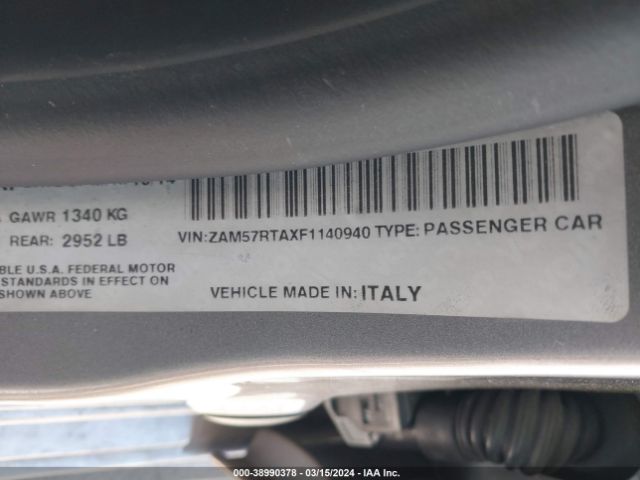 GAWR 1340 KG
REAR: 2952 LB
VIN:ZAM57RTAXF1140940 TYPE: PASSENGER CAR
BLE U.S.A. FEDERAL MOTOR
STANDARDS IN EFFECT ON
SHOWN ABOVE
VEHICLE MADE IN: ITALY
000-38990378 - 03/15/2024 - IAA Inc.